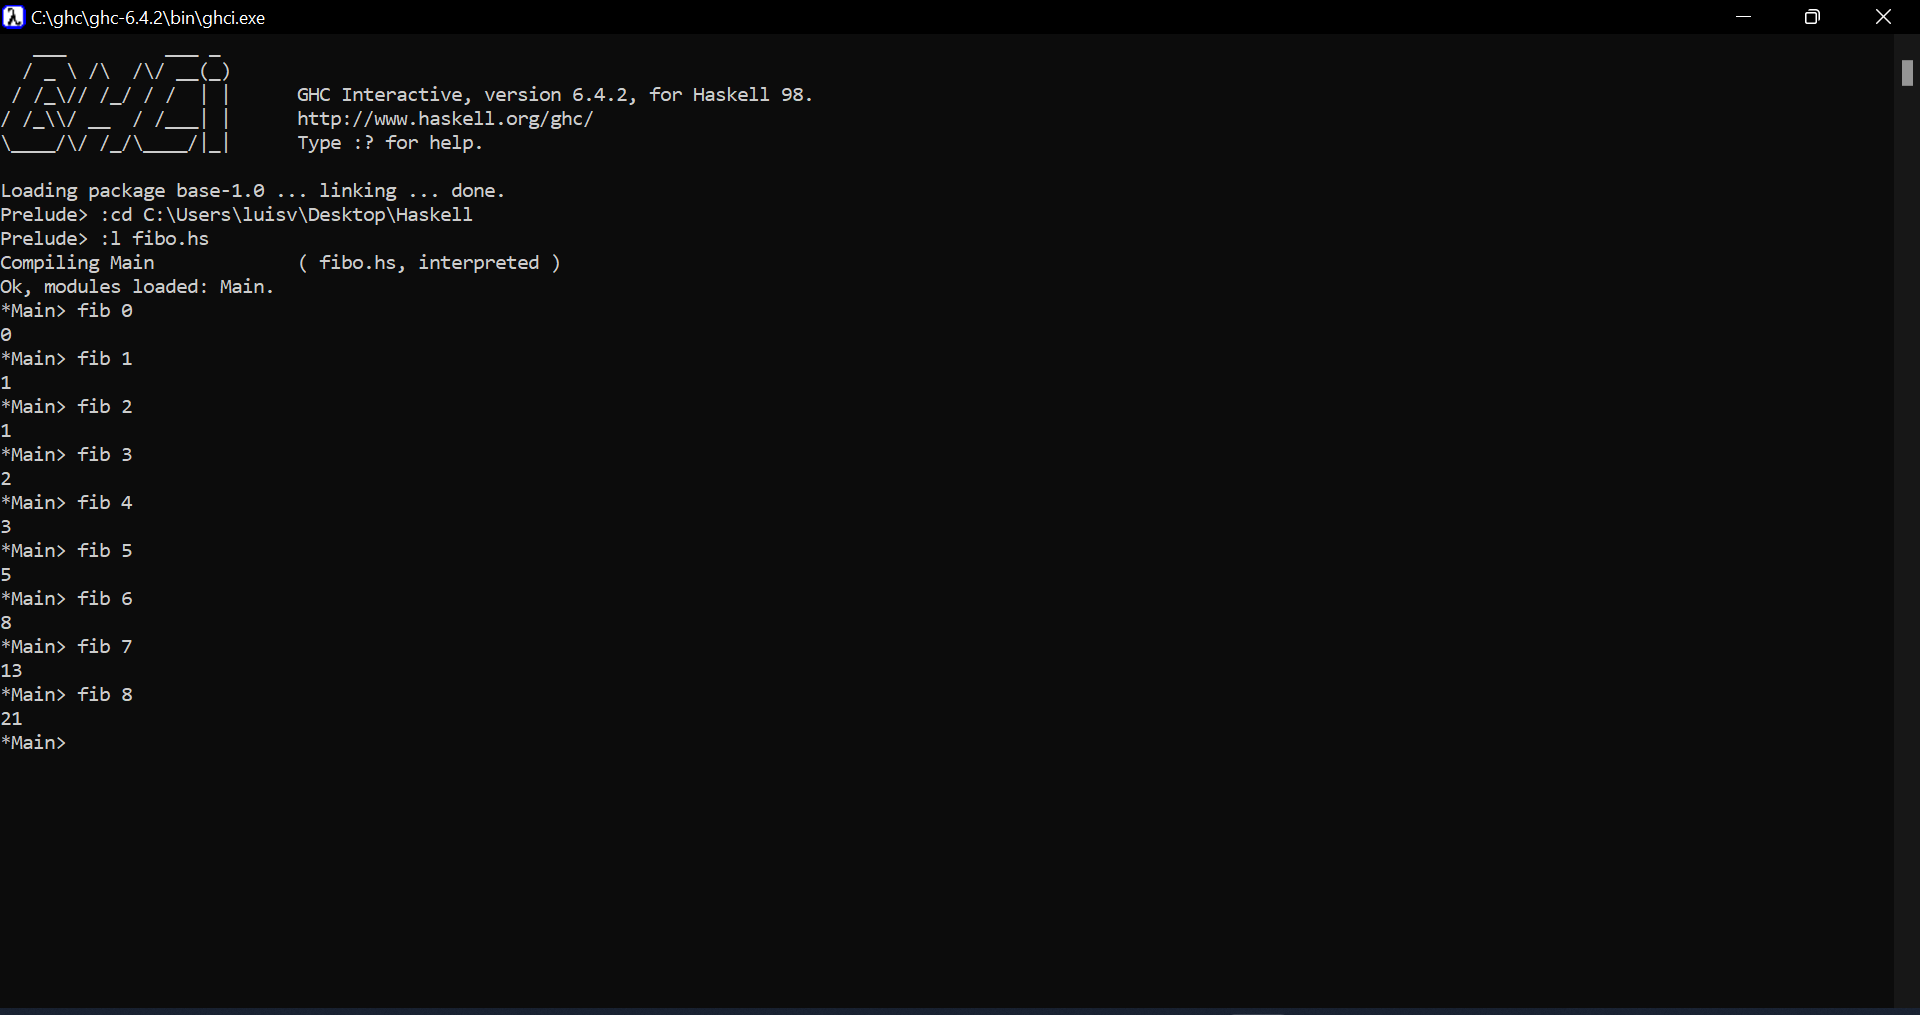 C:\ghc\ghc-6.4.2\bin\ghci.exe
   ___         ___ _
  / _ \ /\  /\/ __(_)
 / /_\// /_/ / /  | |      GHC Interactive, version 6.4.2, for Haskell 98.
/ /_\\/ __  / /___| |      http://www.haskell.org/ghc/
\____/\/ /_/\____/|_|      Type :? for help.
Loading package base-1.0 ... linking ... done.
Prelude> :cd C:\Users\luisv\Desktop\Haskell
Prelude> :l fibo.hs
Compiling Main             ( fibo.hs, interpreted )
Ok, modules loaded: Main.
*Main> fib 0
0
*Main> fib 1
1
*Main> fib 2
1
*Main> fib 3
2
*Main> fib 4
3
*Main> fib 5
5
*Main> fib 6
8
*Main> fib 7
13
*Main> fib 8
21
*Main>